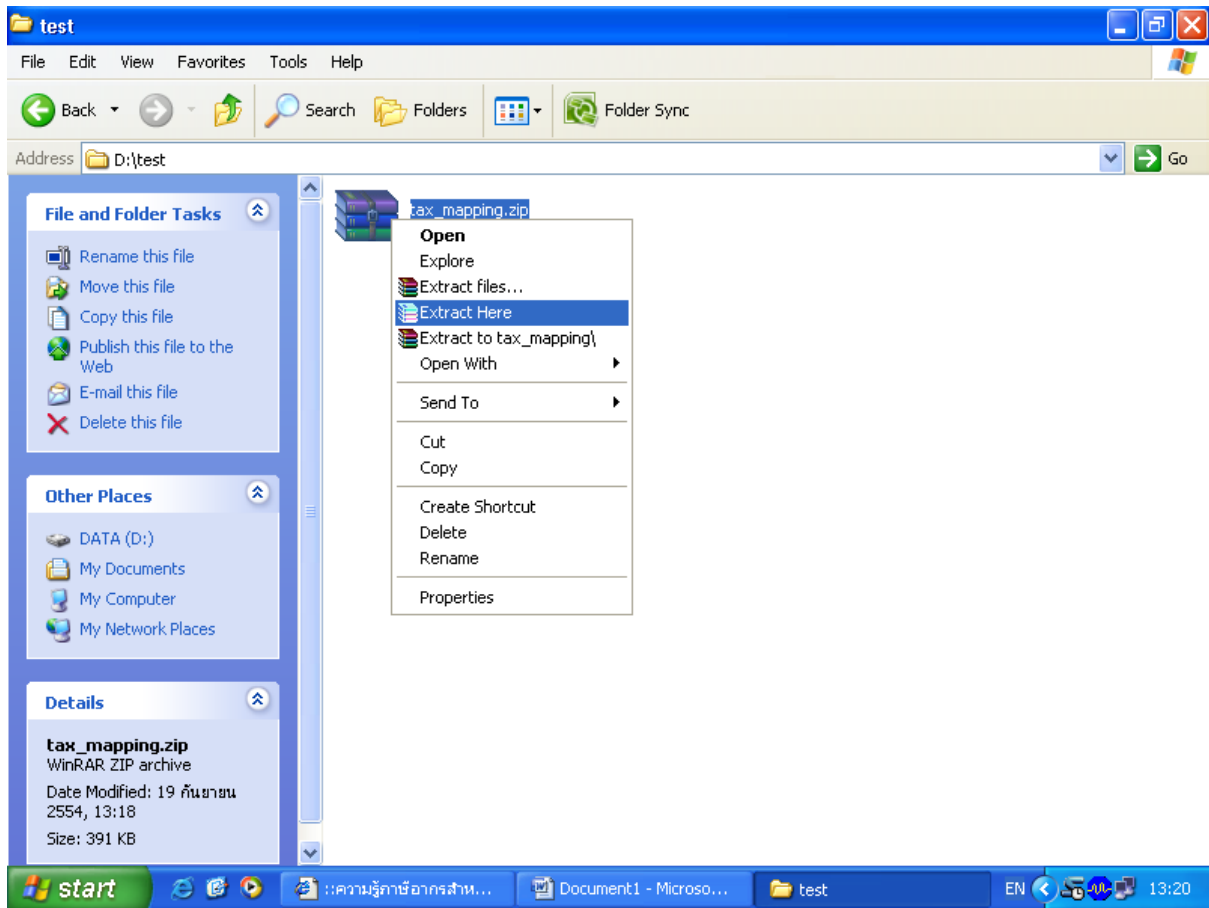 test
File Edit View Favorites Tools Help
Back Search Folders Folder Sync
Address D:\test Go
File and Folder Tasks
Rename this file
Move this file
Copy this file
Publish this file to the
Web
E-mail this file
Delete this file
Other Places
DATA (D:)
My Documents
My Computer
My Network Places
Details
tax_mapping.zip
WinRAR ZIP archive
Date Modified: 19 กันยายน
2554, 13:18
Size: 391 KB
tax_mapping.zip
Open
Explore
Extract files...
Extract Here
Extract to tax_mapping\
Open With
Send To
Cut
Copy
Create Shortcut
Delete
Rename
Properties
start ::ความรู้ภาษีอากรสำห... Document1 - Microso... test EN 13:20